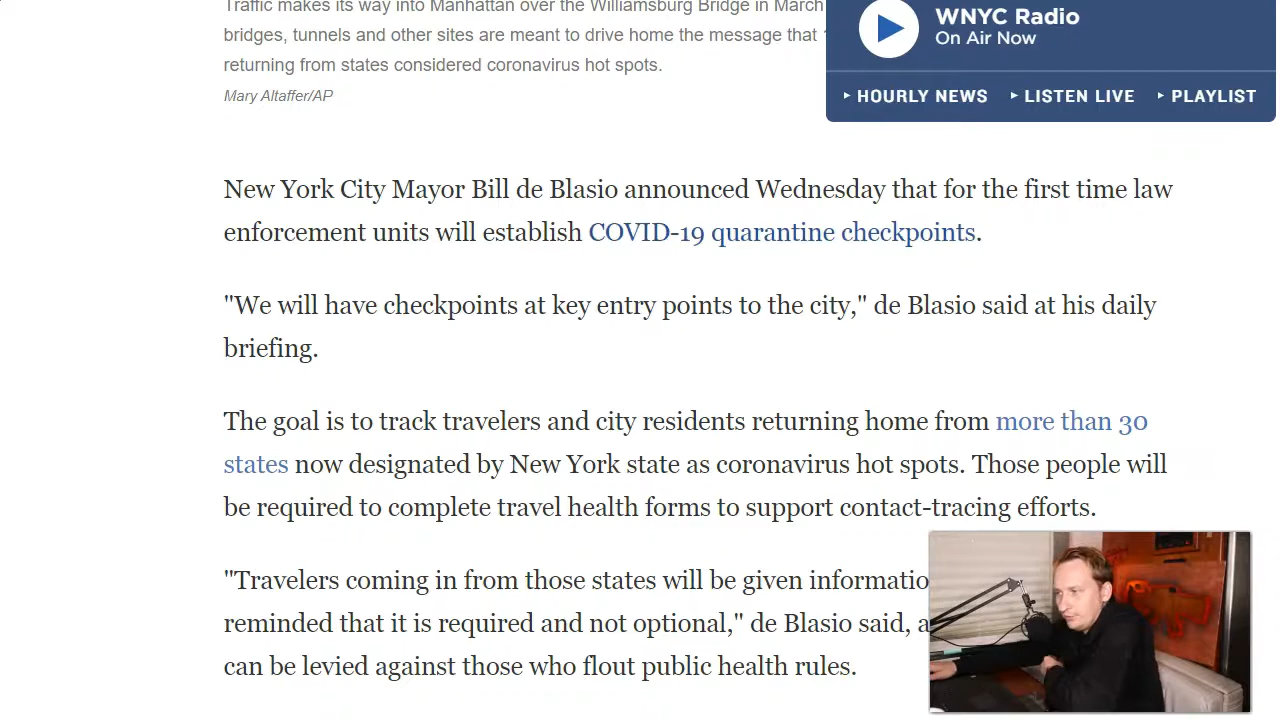 Traffic makes its way into Manhattan over the Williamsburg Bridge in March
bridges, tunnels and other sites are meant to drive home the message that
returning from states considered coronavirus hot spots.
Mary Altaffer/AP
WNYC Radio
On Air Now
HOURLY NEWS
LISTEN LIVE
PLAYLIST
New York City Mayor Bill de Blasio announced Wednesday that for the first time law
enforcement units will establish COVID-19 quarantine checkpoints.
"We will have checkpoints at key entry points to the city," de Blasio said at his daily
briefing.
The goal is to track travelers and city residents returning home from more than 30
states now designated by New York state as coronavirus hot spots. Those people will
be required to complete travel health forms to support contact-tracing efforts.
"Travelers coming in from those states will be given
reminded that it is required and not optional," de Blasio said,
can be levied against those who flout public health rules.